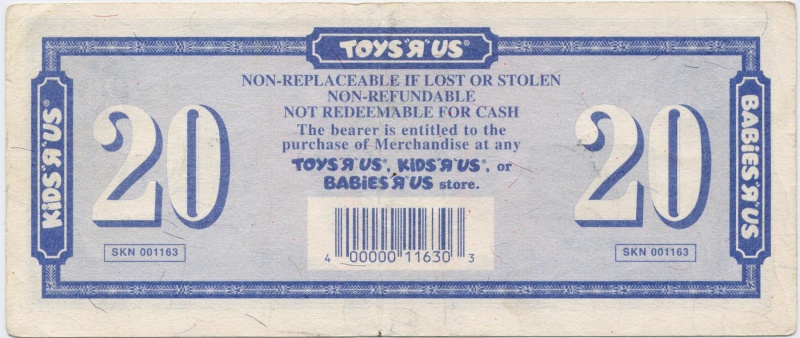 TOYS "R" US®
NON-REPLACEABLE IF LOST OR STOLEN
NON-REFUNDABLE
NOT REDEEMABLE FOR CASH
The bearer is entitled to the
purchase of Merchandise at any
TOYS "R" US®, KIDS "R" US®, or
BABIES "R" US store.
KIDS "R" US®
20
SKN 001163
4 00000 11630 3
20
SKN 001163
BABIES "R" US